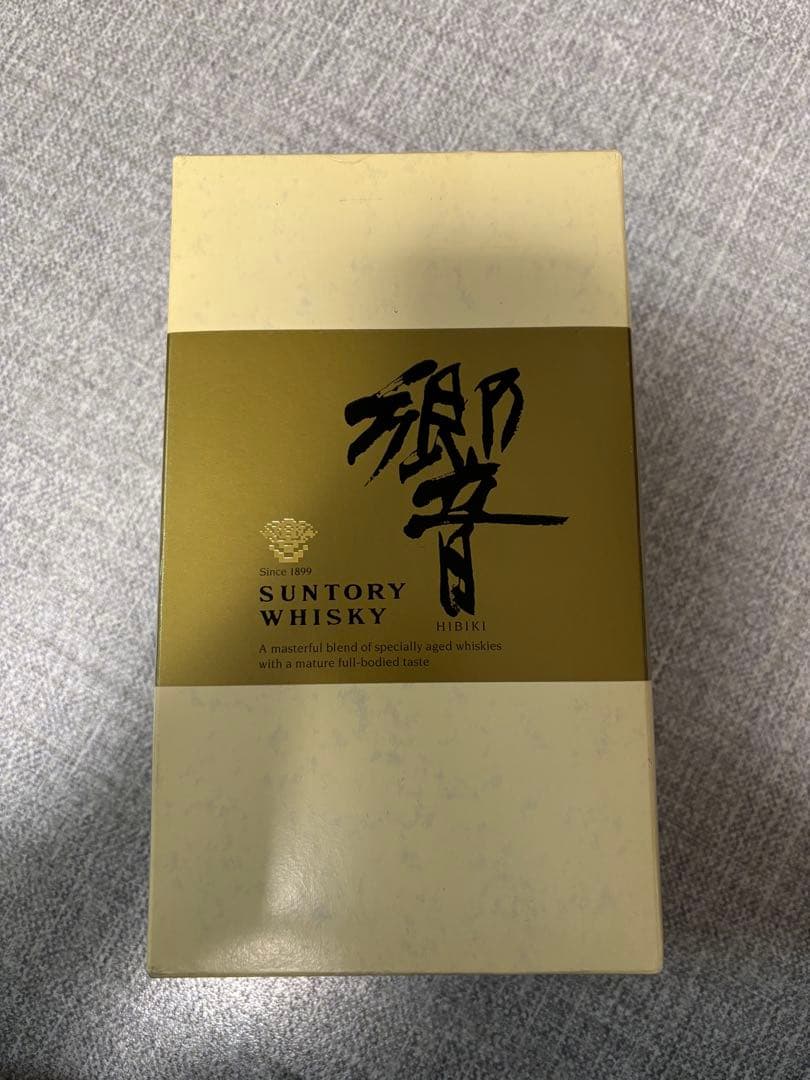 響
Since 1899
SUNTORY
WHISKY
HIBIKI
A masterful blend of specially aged whiskies
with a mature full-bodied taste